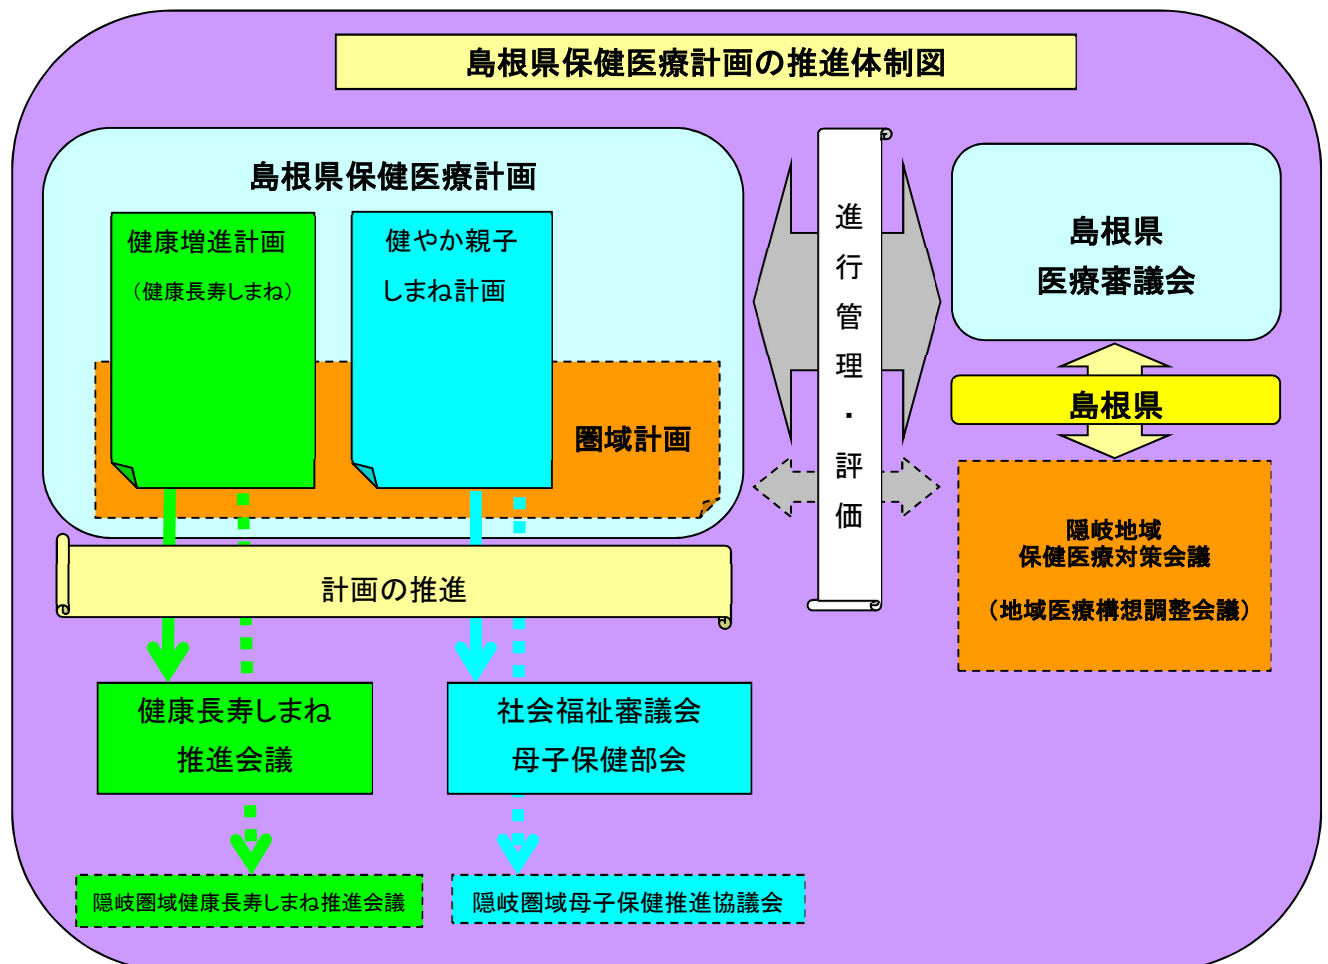 島根県保健医療計画の推進体制図
島根県保健医療計画
健康増進計画
（健康長寿しまね）
健やか親子
しまね計画
圏域計画
進行管理・評価
島根県
医療審議会
島根県
隠岐地域
保健医療対策会議
（地域医療構想調整会議）
計画の推進
健康長寿しまね
推進会議
社会福祉審議会
母子保健部会
隠岐圏域健康長寿しまね推進会議
隠岐圏域母子保健推進協議会